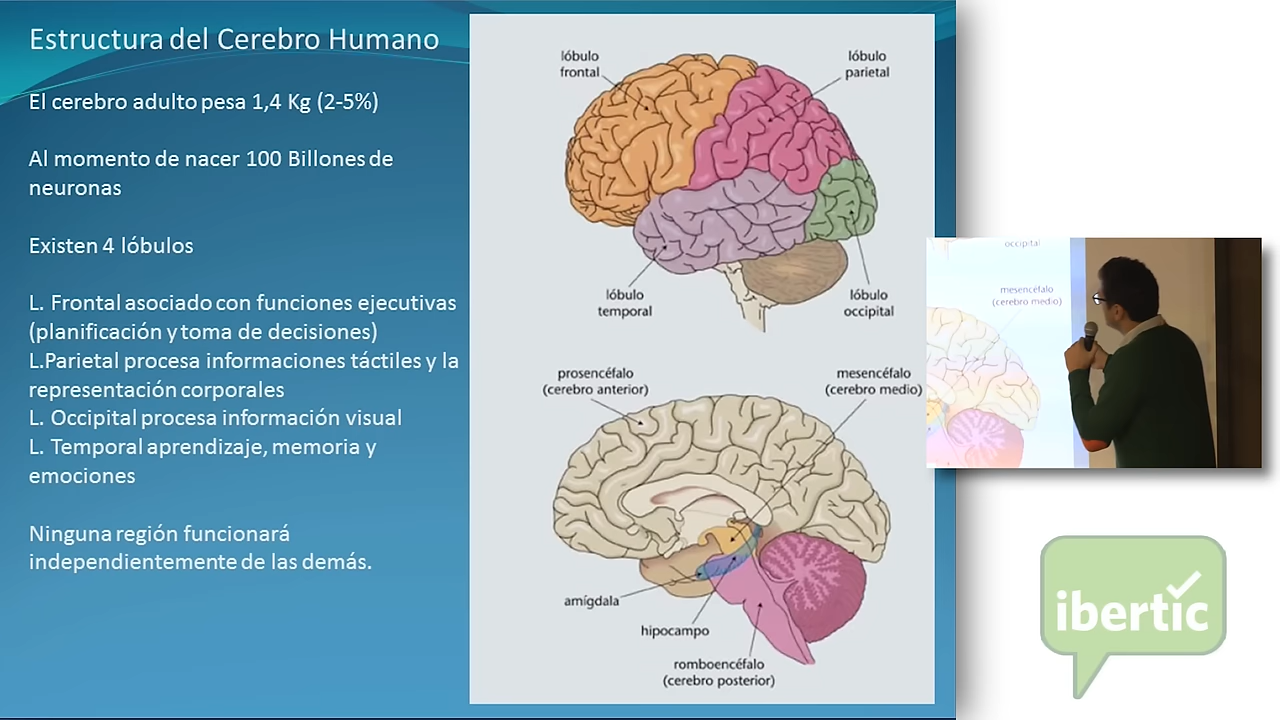 Estructura del Cerebro Humano
El cerebro adulto pesa 1,4 Kg (2-5%)
Al momento de nacer 100 Billones de
neuronas
Existen 4 lóbulos
L. Frontal asociado con funciones ejecutivas
(planificación y toma de decisiones)
L.Parietal procesa informaciones táctiles y la
representación corporales
L. Occipital procesa información visual
L. Temporal aprendizaje, memoria y
emociones
Ninguna región funcionará
independientemente de las demás.
lóbulo
frontal
lóbulo
parietal
lóbulo
temporal
lóbulo
occipital
prosencéfalo
(cerebro anterior)
mesencéfalo
(cerebro medio)
amígdala
hipocampo
romboencéfalo
(cerebro posterior)
occipital
mesencéfalo
(cerebro medio)
ibertic